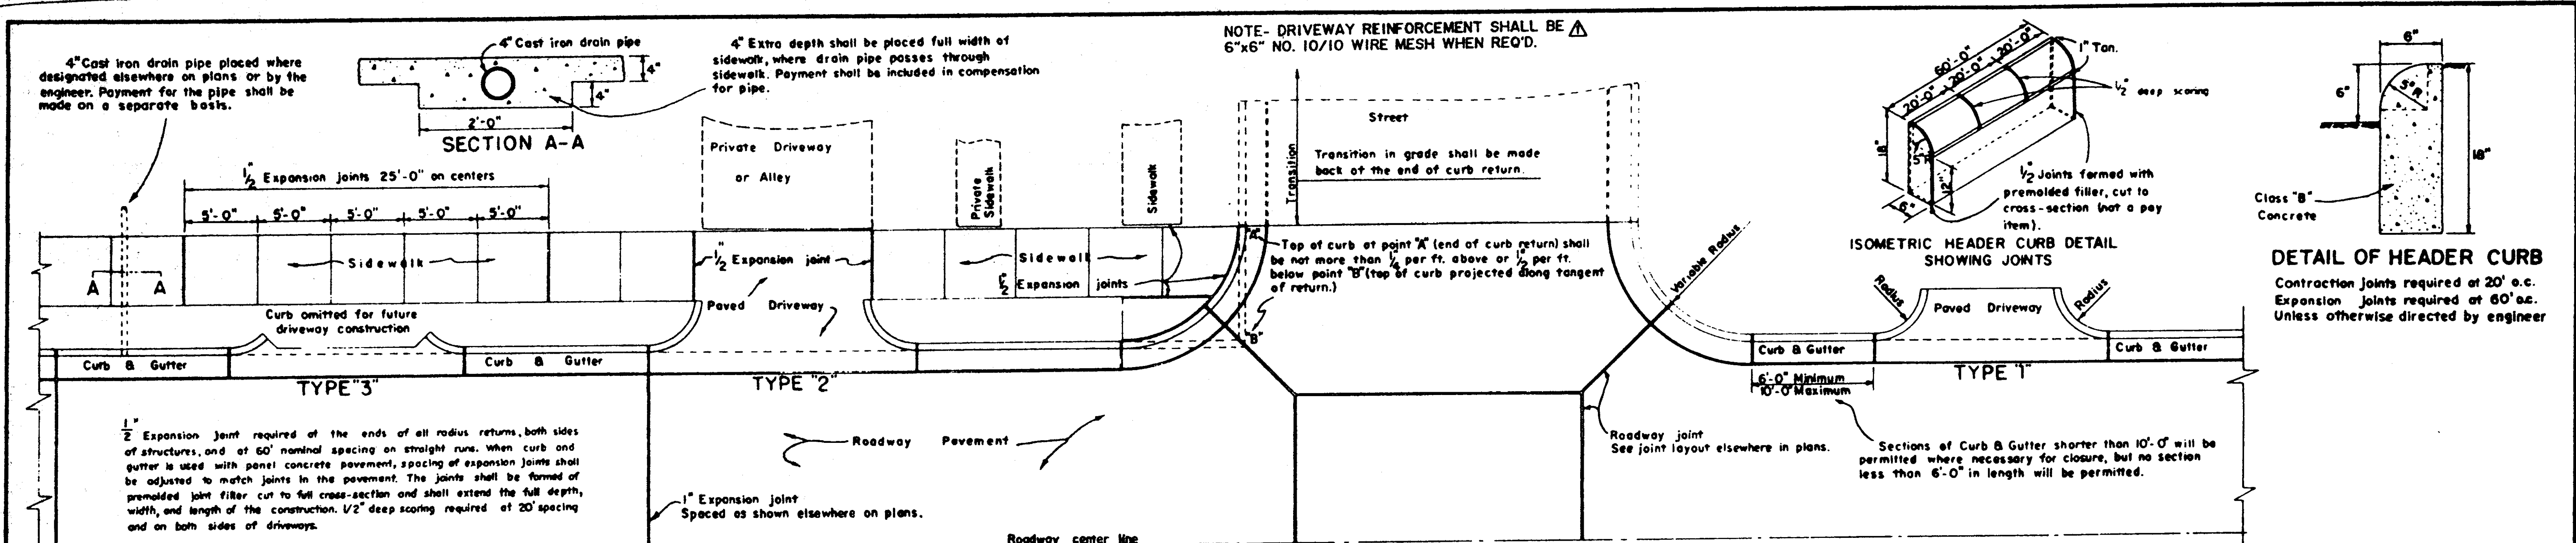 4" Cast iron drain pipe placed where
designated elsewhere on plans or by the
engineer. Payment for the pipe shall be
made on a separate basis.
4" Cast iron drain pipe
4"
4"
2'-0"
SECTION A-A
4" Extra depth shall be placed full width of
sidewalk, where drain pipe passes through
sidewalk. Payment shall be included in compensation
for pipe.
NOTE- DRIVEWAY REINFORCEMENT SHALL BE
6"x6" NO. 10/10 WIRE MESH WHEN REQ'D.
1/2 Expansion joints 25'-0" on centers
5'-0" 5'-0" 5'-0" 5'-0" 5'-0"
Sidewalk
A A
Curb omitted for future
driveway construction
Curb & Gutter
TYPE "3"
Curb & Gutter
Private Driveway
or Alley
1/2" Expansion joint
Paved Driveway
TYPE "2"
Private
Sidewalk
Sidewalk
Sidewalk
1/2" Expansion joints
Transition
Street
Transition in grade shall be made
back of the end of curb return.
"A"
Top of curb at point "A" (end of curb return) shall
be not more than 1/4" per ft. above or 1/2" per ft.
below point "B" (top of curb projected along tangent
of return.)
"B"
Variable Radius
60'-0"
20'-0"
20'-0"
20'-0"
1" Tan.
1/2" deep scoring
18"
5"R
12"
6"
1/2" Joints formed with
premolded filler, cut to
cross-section (not a pay
item).
ISOMETRIC HEADER CURB DETAIL
SHOWING JOINTS
6"
6"
5"R
18"
Class "B"
Concrete
DETAIL OF HEADER CURB
Contraction joints required at 20' o.c.
Expansion joints required at 60' o.c.
Unless otherwise directed by engineer
Radius
Paved Driveway
Radius
Curb & Gutter
Curb & Gutter
TYPE "1"
6'-0" Minimum
10'-0" Maximum
1/2" Expansion joint required at the ends of all radius returns, both sides
of structures, and at 60' nominal spacing on straight runs. When curb and
gutter is used with panel concrete pavement, spacing of expansion joints shall
be adjusted to match joints in the pavement. The joints shall be formed of
premolded joint filler cut to full cross-section and shall extend the full depth,
width, and length of the construction. 1/2" deep scoring required at 20' spacing
and on both sides of driveways.
Roadway Pavement
1" Expansion joint
Spaced as shown elsewhere on plans.
Roadway center line
Roadway joint
See joint layout elsewhere in plans.
Sections of Curb & Gutter shorter than 10'-0" will be
permitted where necessary for closure, but no section
less than 6'-0" in length will be permitted.